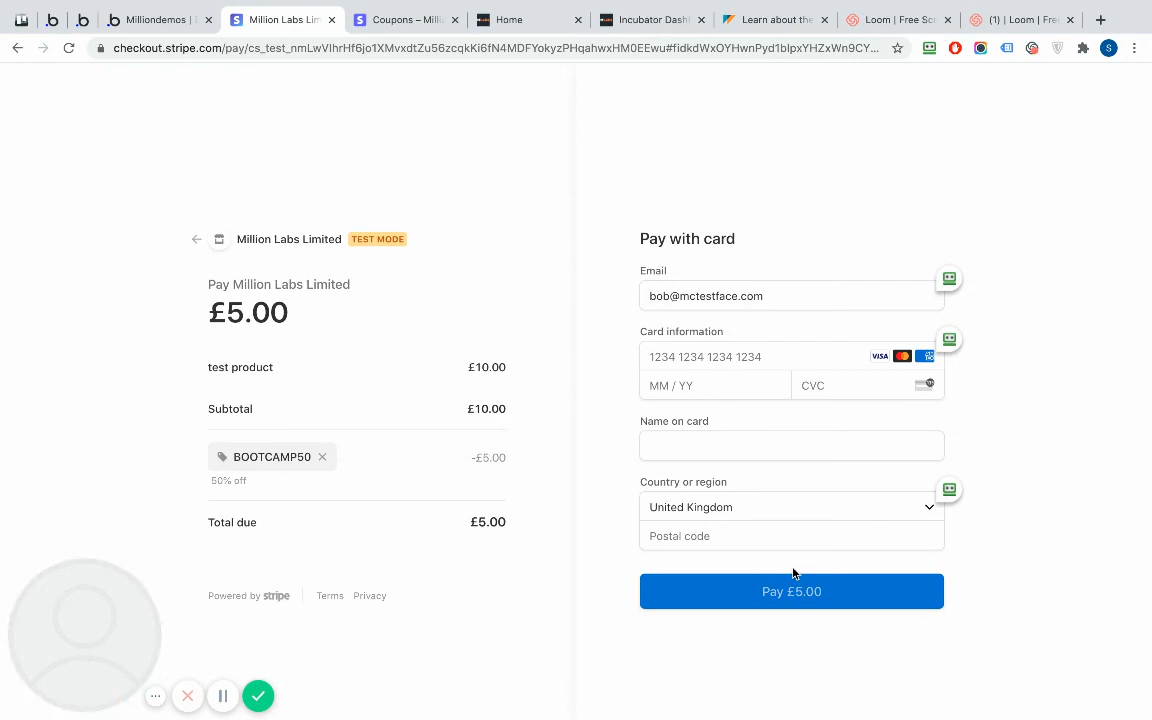 Milliondemos |
Million Labs Lim
Coupons – Milli
Home
Incubator Dash
Learn about the
Loom | Free Scr
(1) | Loom | Free
checkout.stripe.com/pay/cs_test_nmLwVlhrHf6jo1XMvxdtZu56zcqkKi6fN4MDFYokyzPHqahwxHM0EEwu#fidkdWxOYHwnPyd1blpxYHZxWn9CY...
S
Million Labs Limited TEST MODE
Pay Million Labs Limited
£5.00
test product £10.00
Subtotal £10.00
BOOTCAMP50 -£5.00
50% off
Total due £5.00
Powered by stripe Terms Privacy
Pay with card
Email
bob@mctestface.com
Card information
1234 1234 1234 1234 VISA
MM / YY CVC
Name on card
Country or region
United Kingdom
Postal code
Pay £5.00